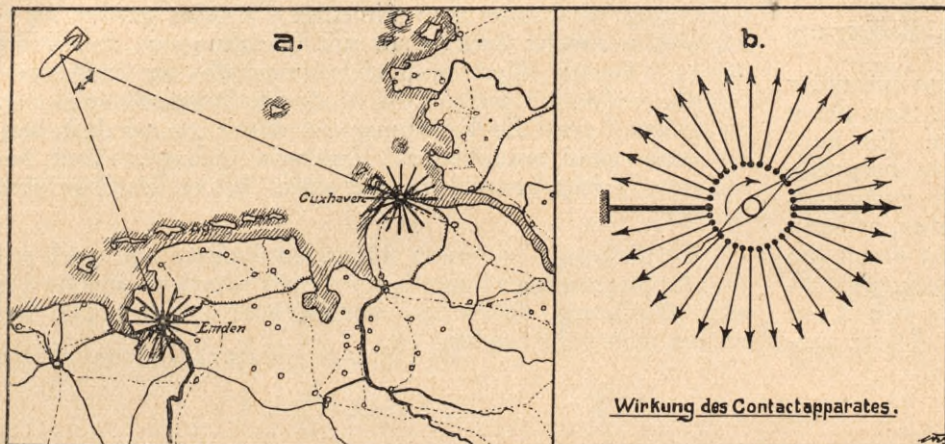 a.
b.
Cuxhaven
Emden
Wirkung des Contactapparates.